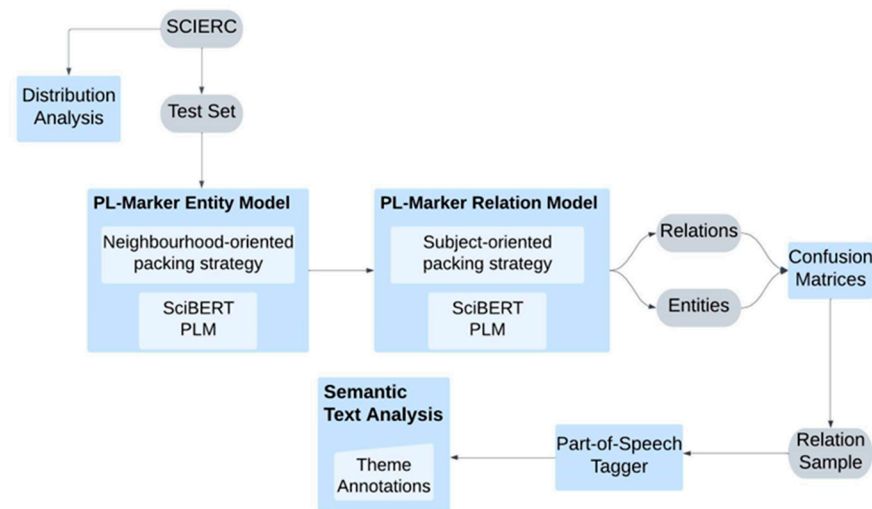 SCIERC
Distribution
Analysis
Test Set
PL-Marker Entity Model
Neighbourhood-oriented
packing strategy
SciBERT
PLM
PL-Marker Relation Model
Subject-oriented
packing strategy
SciBERT
PLM
Relations
Entities
Confusion
Matrices
Relation
Sample
Part-of-Speech
Tagger
Semantic
Text Analysis
Theme
Annotations